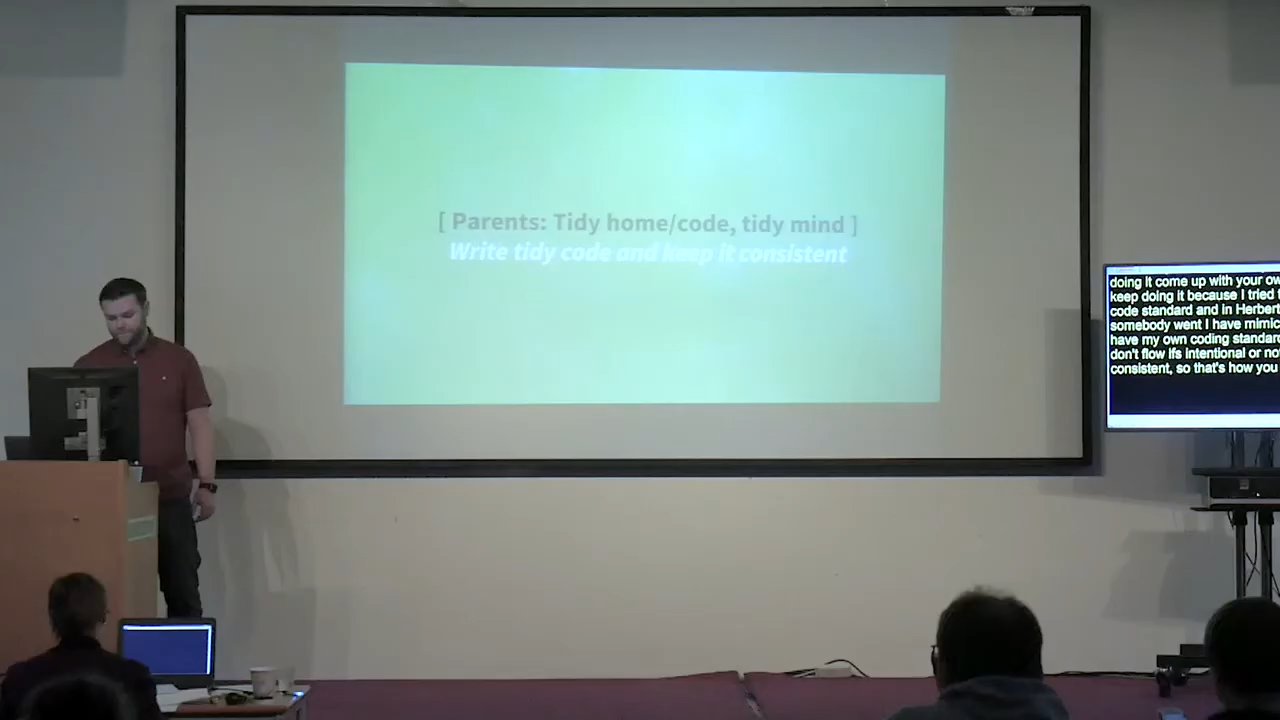 [ Parents: Tidy home/code, tidy mind ]
Write tidy code and keep it consistent
doing it come up with your
keep doing it because I tried
code standard and in Herbert
somebody went I have mimic
have my own coding standard
don't flow ifs intentional or
consistent, so that's how you